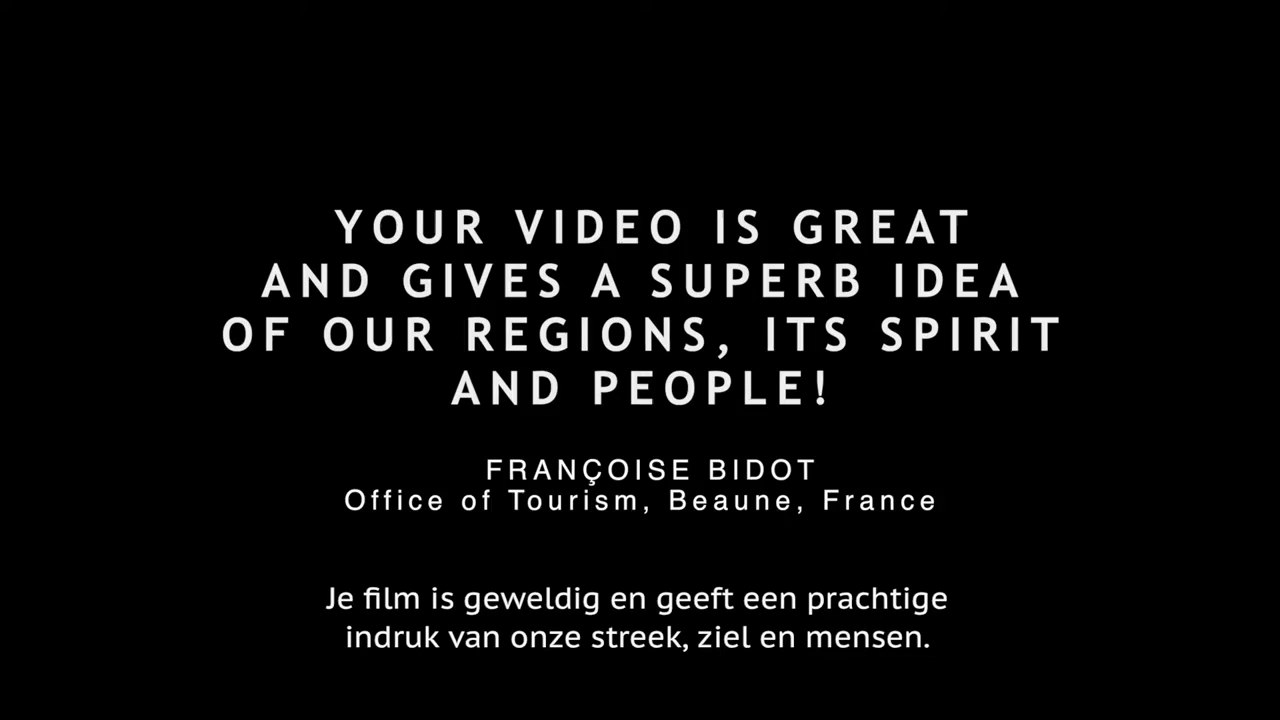 YOUR VIDEO IS GREAT
AND GIVES A SUPERB IDEA
OF OUR REGIONS, ITS SPIRIT
AND PEOPLE!
FRANÇOISE BIDOT
Office of Tourism, Beaune, France
Je film is geweldig en geeft een prachtige
indruk van onze streek, ziel en mensen.